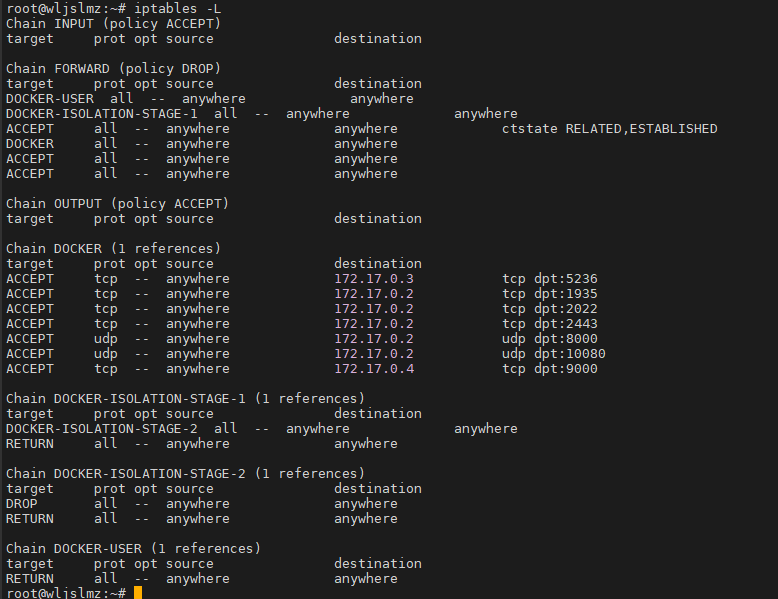 root@wljslmz:~# iptables -L
Chain INPUT (policy ACCEPT)
target     prot opt source               destination

Chain FORWARD (policy DROP)
target     prot opt source               destination
DOCKER-USER  all  --  anywhere             anywhere
DOCKER-ISOLATION-STAGE-1  all  --  anywhere             anywhere
ACCEPT     all  --  anywhere             anywhere             ctstate RELATED,ESTABLISHED
DOCKER     all  --  anywhere             anywhere
ACCEPT     all  --  anywhere             anywhere
ACCEPT     all  --  anywhere             anywhere

Chain OUTPUT (policy ACCEPT)
target     prot opt source               destination

Chain DOCKER (1 references)
target     prot opt source               destination
ACCEPT     tcp  --  anywhere             172.17.0.3           tcp dpt:5236
ACCEPT     tcp  --  anywhere             172.17.0.2           tcp dpt:1935
ACCEPT     tcp  --  anywhere             172.17.0.2           tcp dpt:2022
ACCEPT     tcp  --  anywhere             172.17.0.2           tcp dpt:2443
ACCEPT     udp  --  anywhere             172.17.0.2           udp dpt:8000
ACCEPT     udp  --  anywhere             172.17.0.2           udp dpt:10080
ACCEPT     tcp  --  anywhere             172.17.0.4           tcp dpt:9000

Chain DOCKER-ISOLATION-STAGE-1 (1 references)
target     prot opt source               destination
DOCKER-ISOLATION-STAGE-2  all  --  anywhere             anywhere
RETURN     all  --  anywhere             anywhere

Chain DOCKER-ISOLATION-STAGE-2 (1 references)
target     prot opt source               destination
DROP       all  --  anywhere             anywhere
RETURN     all  --  anywhere             anywhere

Chain DOCKER-USER (1 references)
target     prot opt source               destination
RETURN     all  --  anywhere             anywhere
root@wljslmz:~#